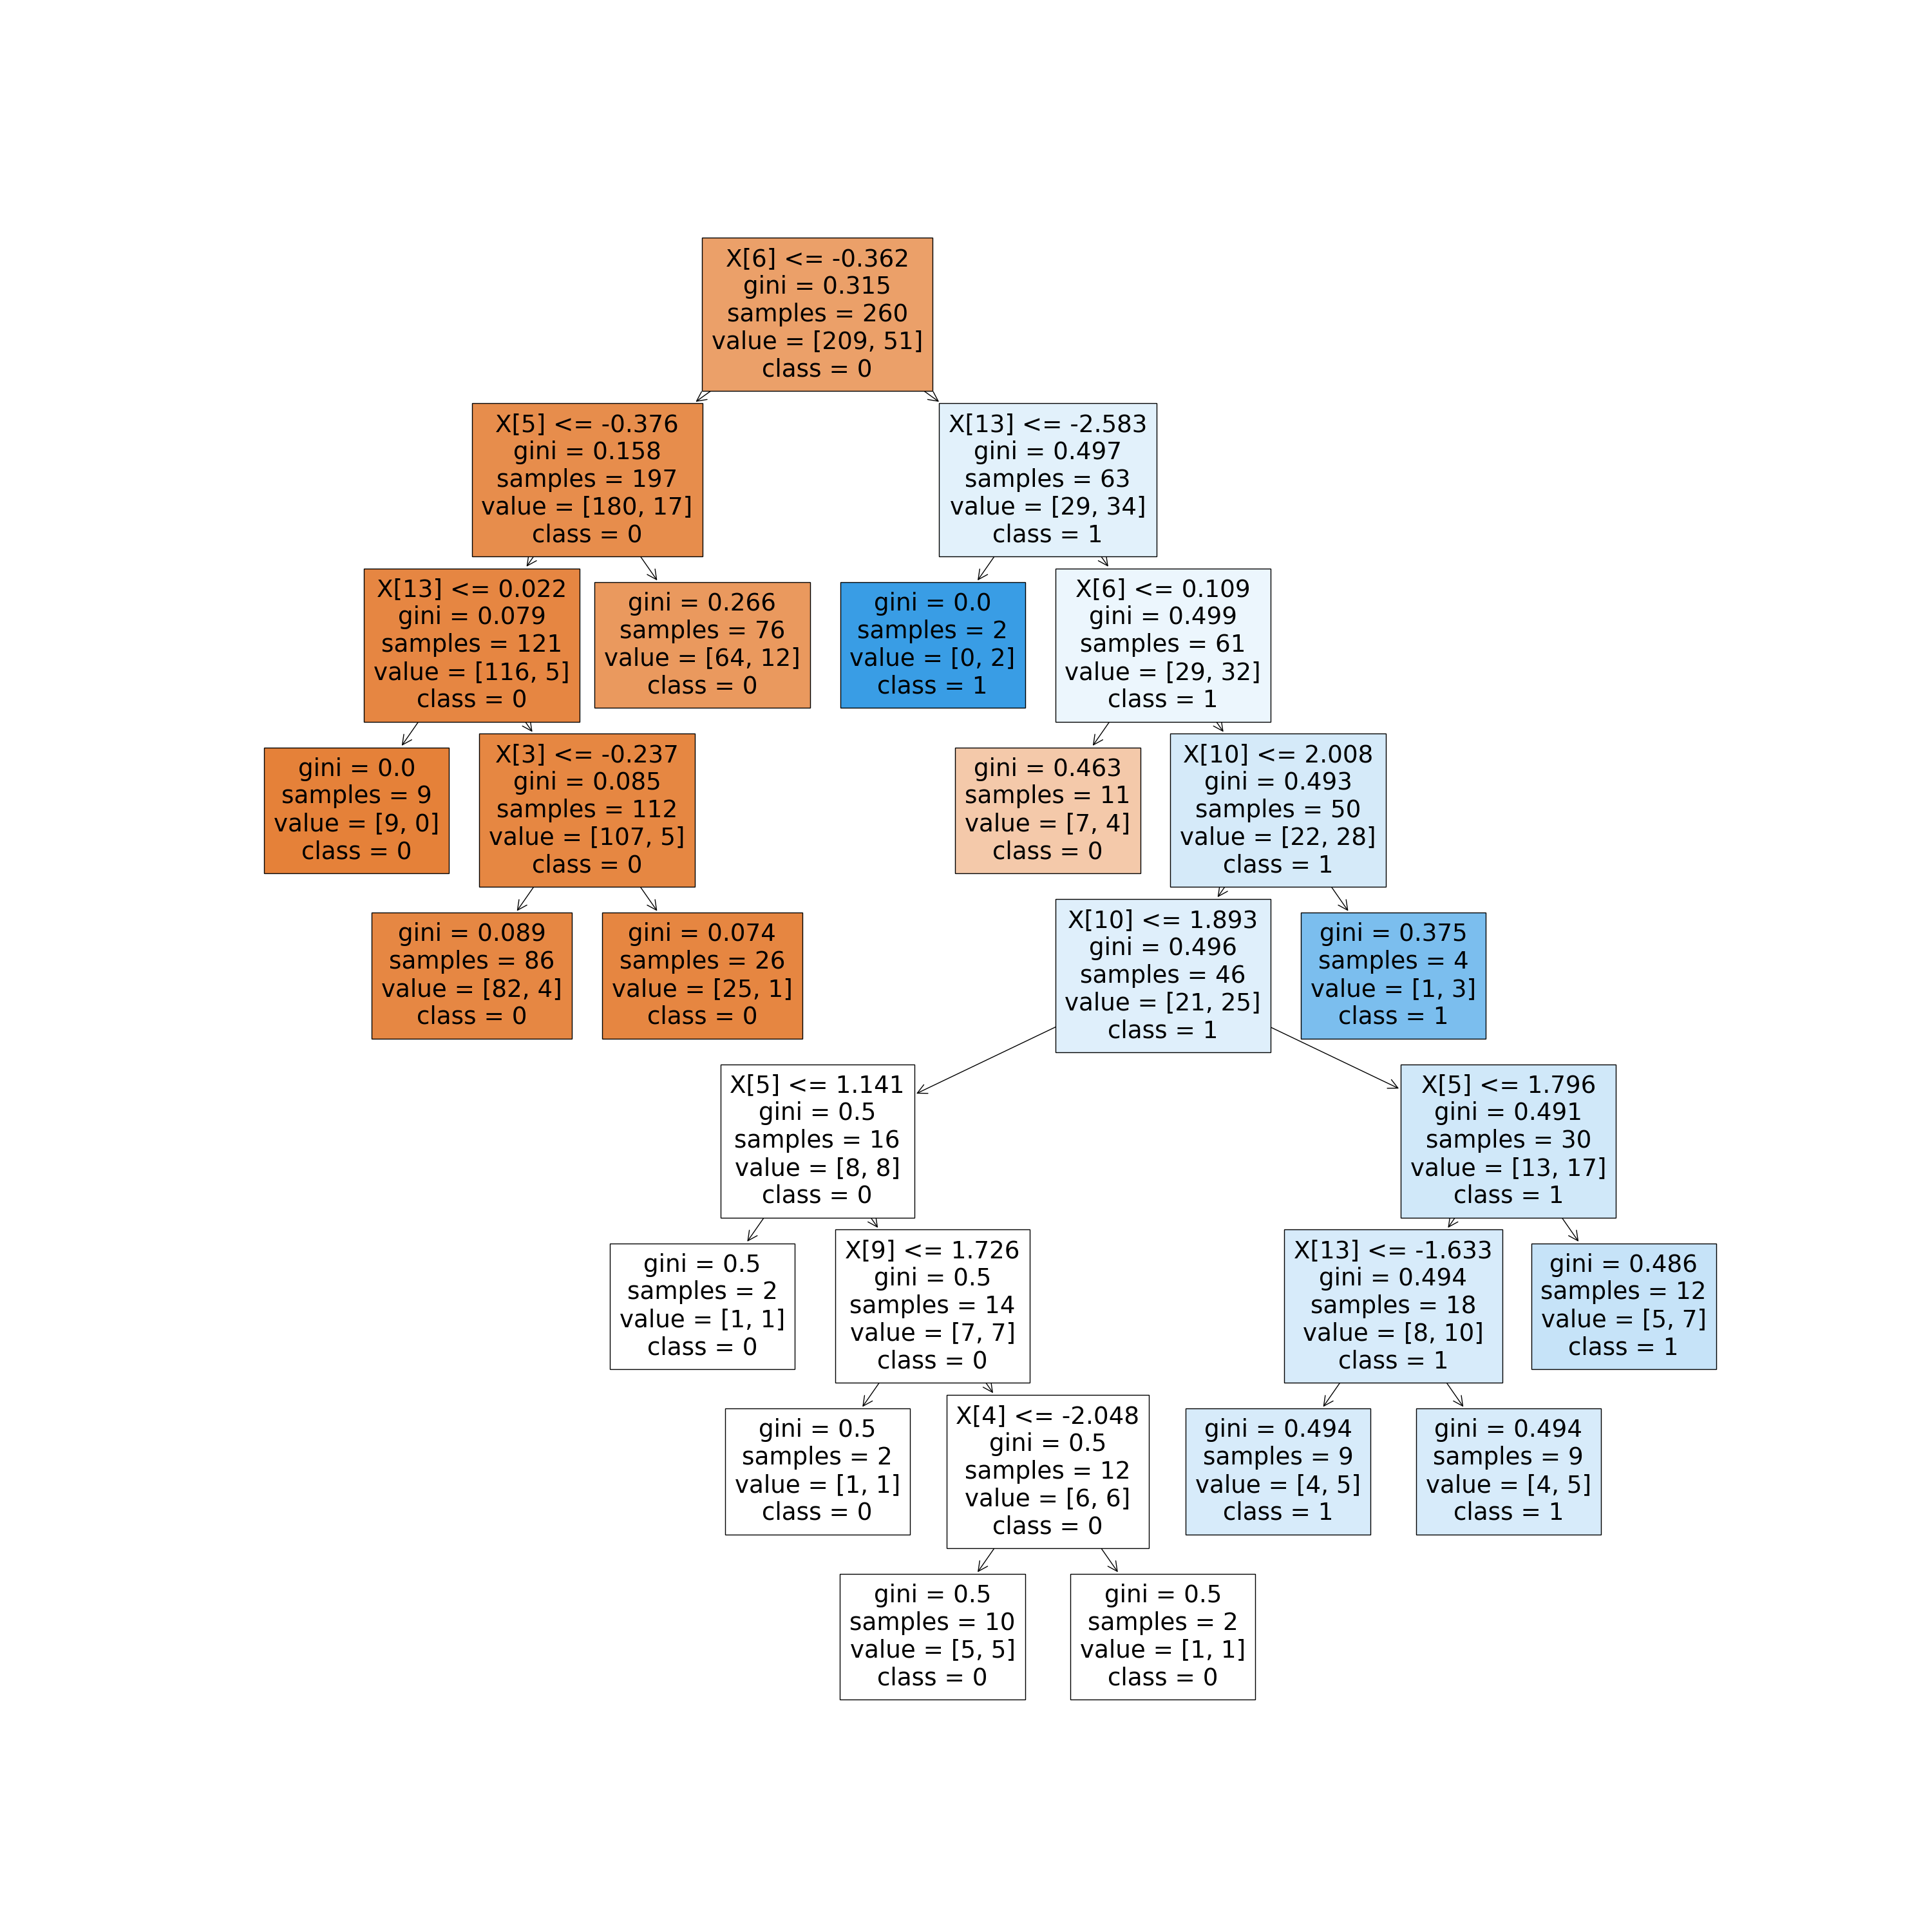 X[6] <= -0.362
gini = 0.315
samples = 260
value = [209, 51]
class = 0
X[5] <= -0.376
gini = 0.158
samples = 197
value = [180, 17]
class = 0
X[13] <= -2.583
gini = 0.497
samples = 63
value = [29, 34]
class = 1
X[13] <= 0.022
gini = 0.079
samples = 121
value = [116, 5]
class = 0
gini = 0.266
samples = 76
value = [64, 12]
class = 0
gini = 0.0
samples = 2
value = [0, 2]
class = 1
X[6] <= 0.109
gini = 0.499
samples = 61
value = [29, 32]
class = 1
gini = 0.0
samples = 9
value = [9, 0]
class = 0
X[3] <= -0.237
gini = 0.085
samples = 112
value = [107, 5]
class = 0
gini = 0.463
samples = 11
value = [7, 4]
class = 0
X[10] <= 2.008
gini = 0.493
samples = 50
value = [22, 28]
class = 1
gini = 0.089
samples = 86
value = [82, 4]
class = 0
gini = 0.074
samples = 26
value = [25, 1]
class = 0
X[10] <= 1.893
gini = 0.496
samples = 46
value = [21, 25]
class = 1
gini = 0.375
samples = 4
value = [1, 3]
class = 1
X[5] <= 1.141
gini = 0.5
samples = 16
value = [8, 8]
class = 0
X[5] <= 1.796
gini = 0.491
samples = 30
value = [13, 17]
class = 1
gini = 0.5
samples = 2
value = [1, 1]
class = 0
X[9] <= 1.726
gini = 0.5
samples = 14
value = [7, 7]
class = 0
X[13] <= -1.633
gini = 0.494
samples = 18
value = [8, 10]
class = 1
gini = 0.486
samples = 12
value = [5, 7]
class = 1
gini = 0.5
samples = 2
value = [1, 1]
class = 0
X[4] <= -2.048
gini = 0.5
samples = 12
value = [6, 6]
class = 0
gini = 0.494
samples = 9
value = [4, 5]
class = 1
gini = 0.494
samples = 9
value = [4, 5]
class = 1
gini = 0.5
samples = 10
value = [5, 5]
class = 0
gini = 0.5
samples = 2
value = [1, 1]
class = 0